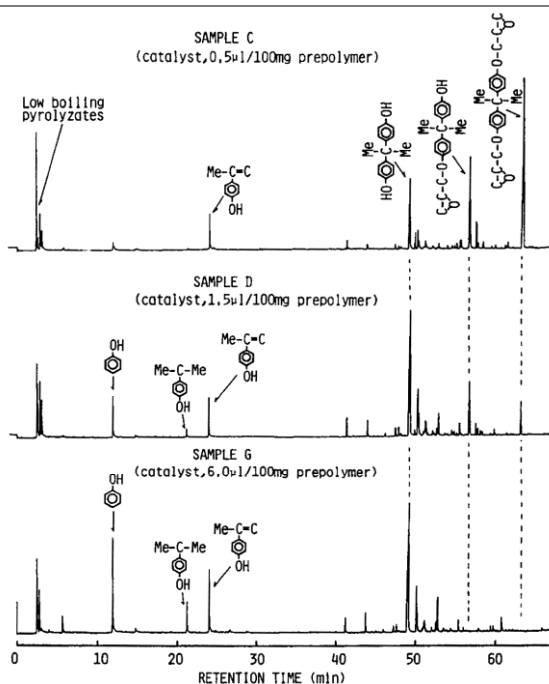 SAMPLE C
(catalyst,0.5μl/100mg prepolymer)
Low boiling
pyrolyzates
Me-C=C
OH
OH
Me-C-Me
HO
OH
Me-C-Me
O-C-C-C
O
C-C-C-O
O
Me-C-Me
O-C-C-C
O
SAMPLE D
(catalyst,1.5μl/100mg prepolymer)
OH
Me-C-Me
OH
Me-C=C
OH
SAMPLE G
(catalyst,6.0μl/100mg prepolymer)
OH
Me-C-Me
OH
Me-C=C
OH
0 10 20 30 40 50 60
RETENTION TIME (min)